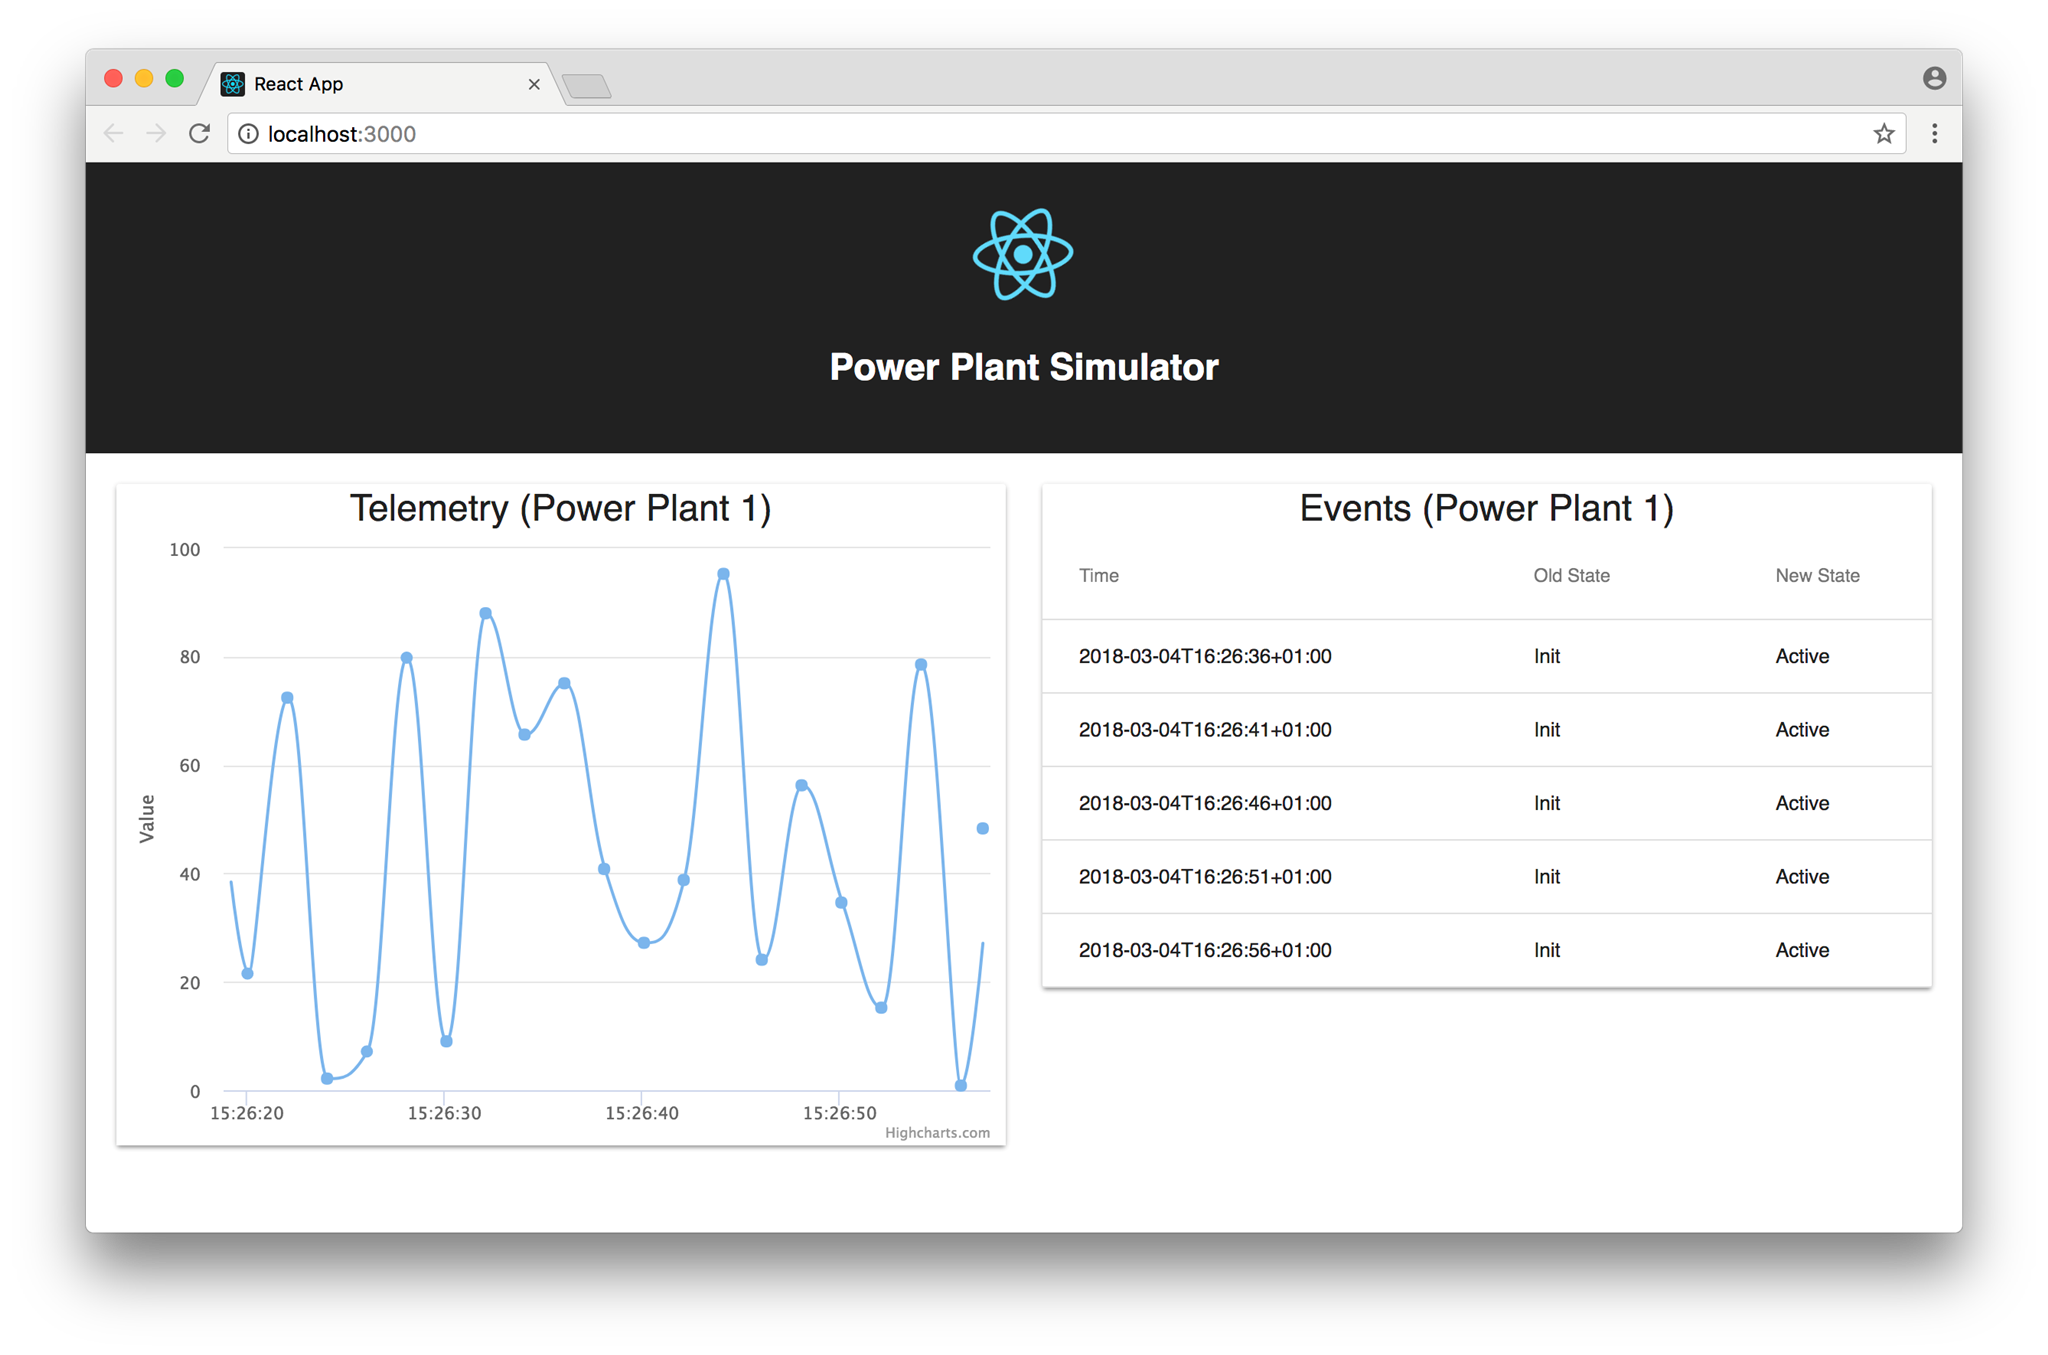 React App
localhost:3000
Power Plant Simulator
Telemetry (Power Plant 1)
100
80
60
40
20
0
Value
15:26:20 15:26:30 15:26:40 15:26:50
Highcharts.com
Events (Power Plant 1)
Time Old State New State
2018-03-04T16:26:36+01:00 Init Active
2018-03-04T16:26:41+01:00 Init Active
2018-03-04T16:26:46+01:00 Init Active
2018-03-04T16:26:51+01:00 Init Active
2018-03-04T16:26:56+01:00 Init Active